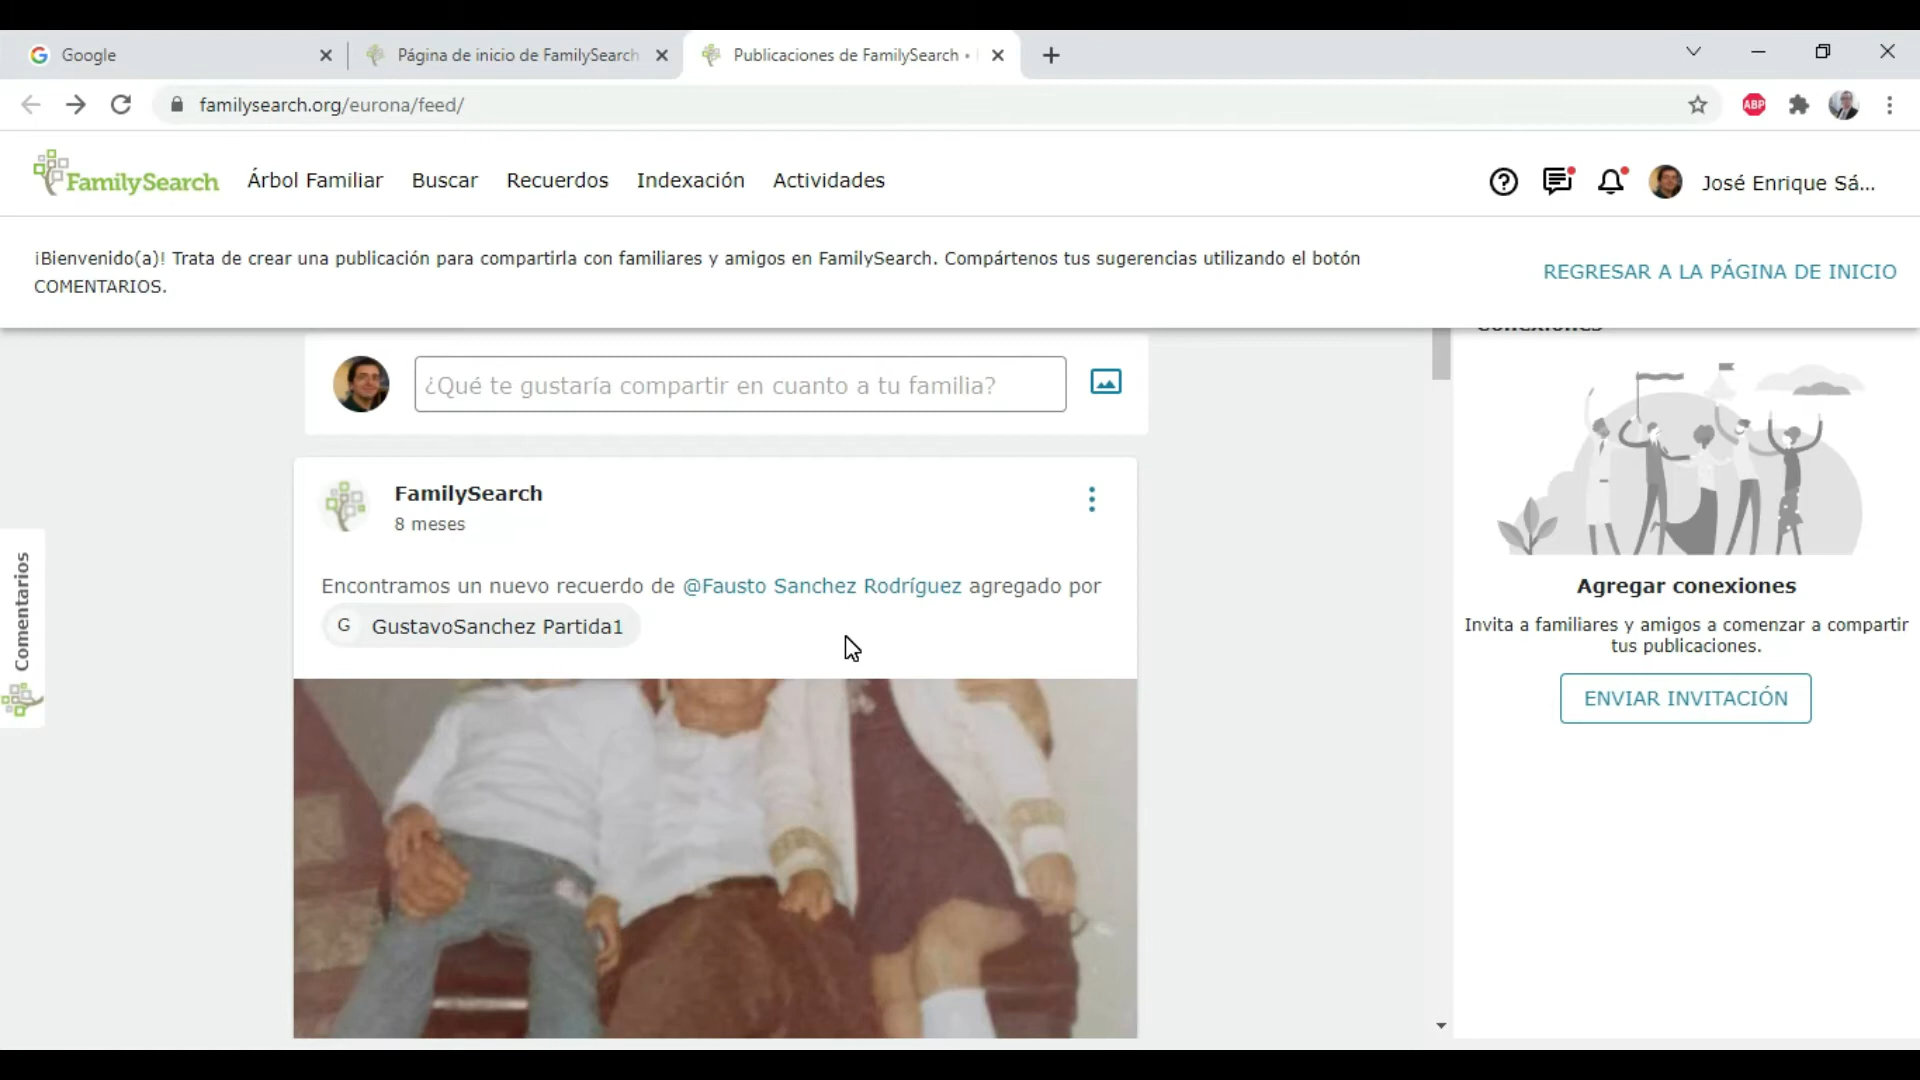 Google
Página de inicio de FamilySearch
Publicaciones de FamilySearch •
familysearch.org/eurona/feed/
ABP
FamilySearch
Árbol Familiar
Buscar
Recuerdos
Indexación
Actividades
José Enrique Sá...
¡Bienvenido(a)! Trata de crear una publicación para compartirla con familiares y amigos en FamilySearch. Compártenos tus sugerencias utilizando el botón
COMENTARIOS.
REGRESAR A LA PÁGINA DE INICIO
Conexiones
¿Qué te gustaría compartir en cuanto a tu familia?
FamilySearch
8 meses
Encontramos un nuevo recuerdo de @Fausto Sanchez Rodríguez agregado por
G GustavoSanchez Partida1
Comentarios
Agregar conexiones
Invita a familiares y amigos a comenzar a compartir
tus publicaciones.
ENVIAR INVITACIÓN